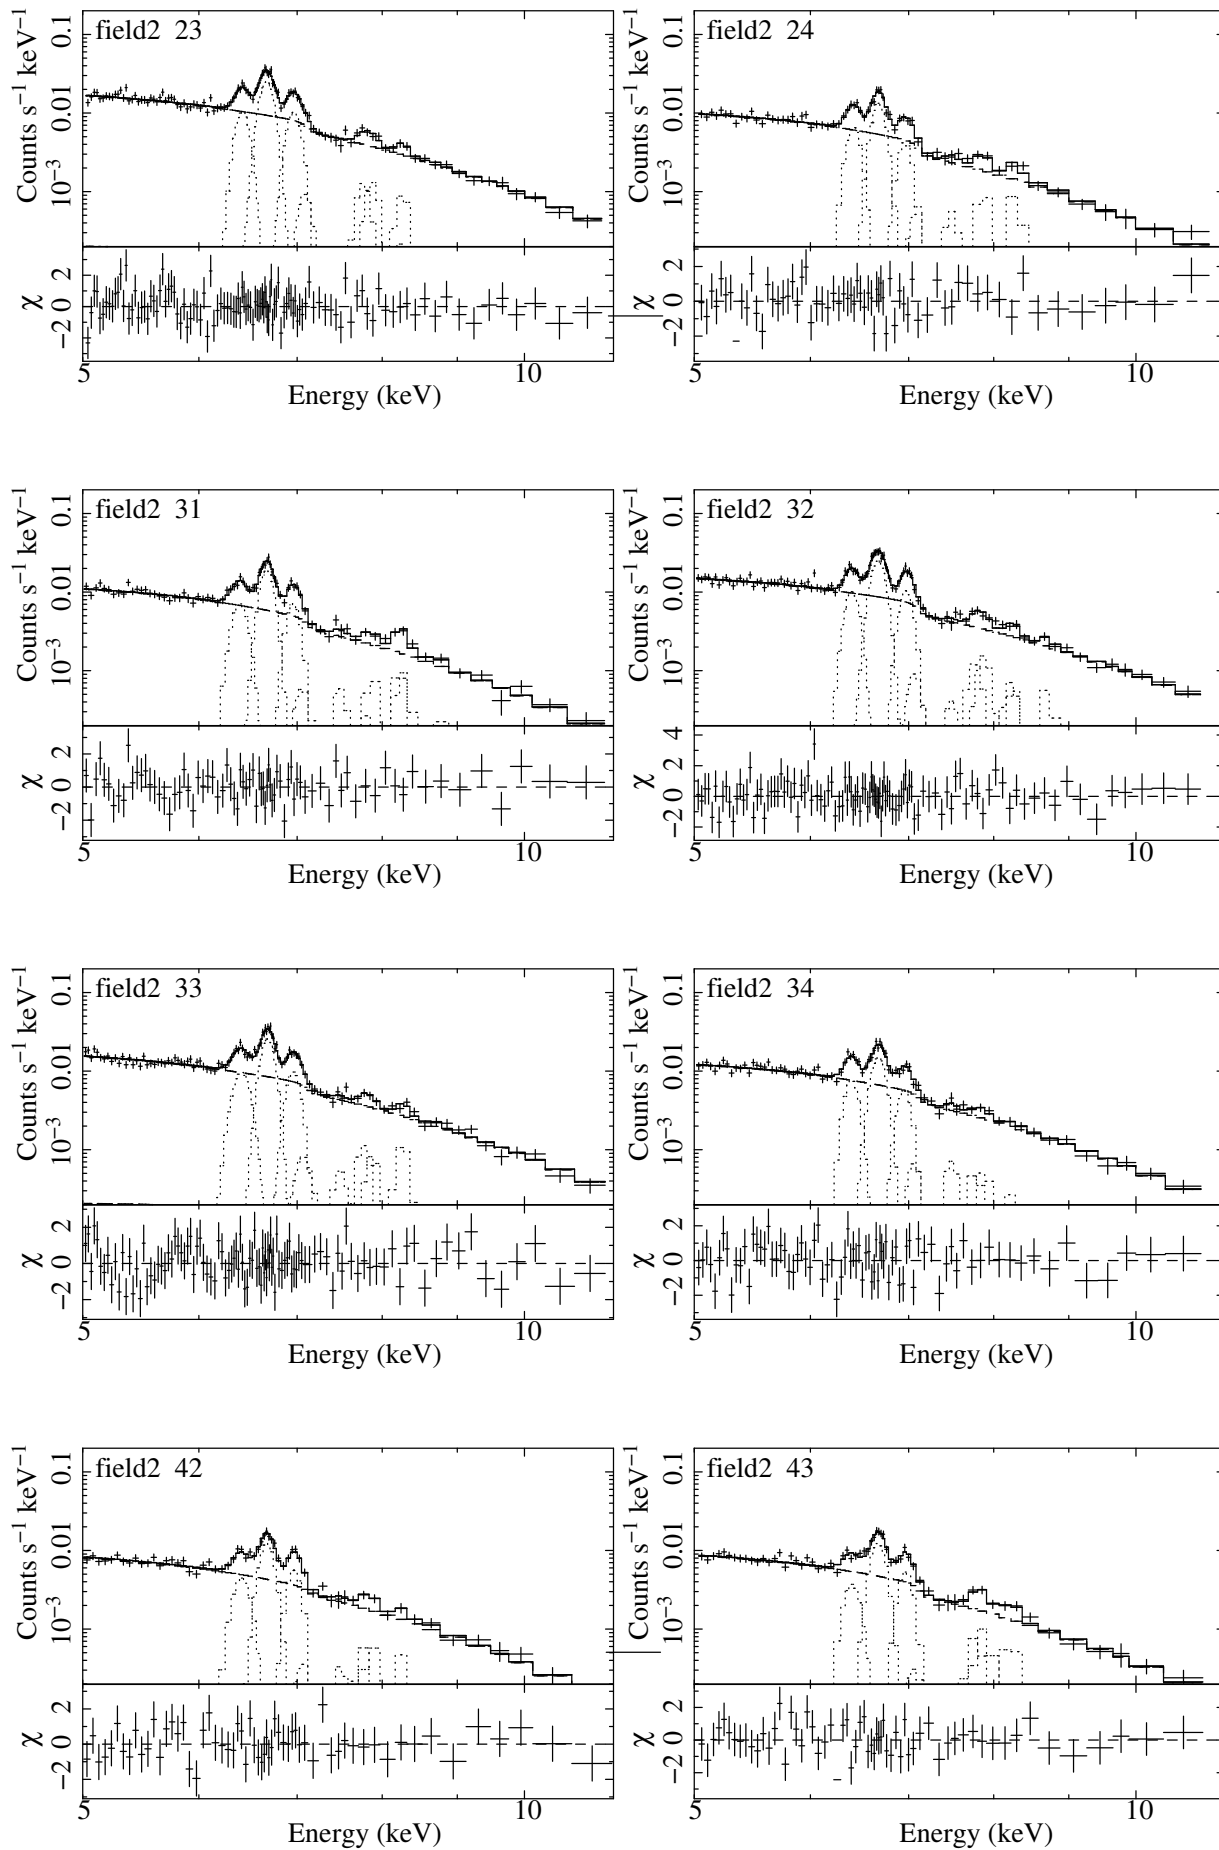 field2 23
Counts s−1 keV−1
0.1
0.01
10−3
χ
2
0
−2
5
10
Energy (keV)
field2 24
Counts s−1 keV−1
0.1
0.01
10−3
χ
2
0
−2
5
10
Energy (keV)
field2 31
Counts s−1 keV−1
0.1
0.01
10−3
χ
2
0
−2
5
10
Energy (keV)
field2 32
Counts s−1 keV−1
0.1
0.01
10−3
χ
4
2
0
−2
5
10
Energy (keV)
field2 33
Counts s−1 keV−1
0.1
0.01
10−3
χ
2
0
−2
5
10
Energy (keV)
field2 34
Counts s−1 keV−1
0.1
0.01
10−3
χ
2
0
−2
5
10
Energy (keV)
field2 42
Counts s−1 keV−1
0.1
0.01
10−3
χ
2
0
−2
5
10
Energy (keV)
field2 43
Counts s−1 keV−1
0.1
0.01
10−3
χ
2
0
−2
5
10
Energy (keV)